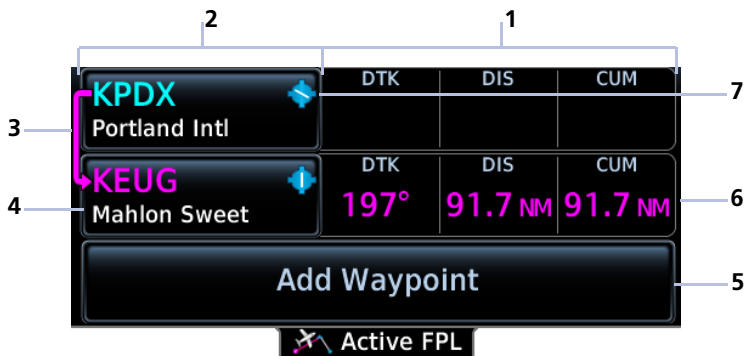 2
1
KPDX
DTK
DIS
CUM
7
Portland Intl
3
KEUG
DTK
DIS
CUM
197°
91.7 NM
91.7 NM
6
4
Mahlon Sweet
Add Waypoint
5
Active FPL